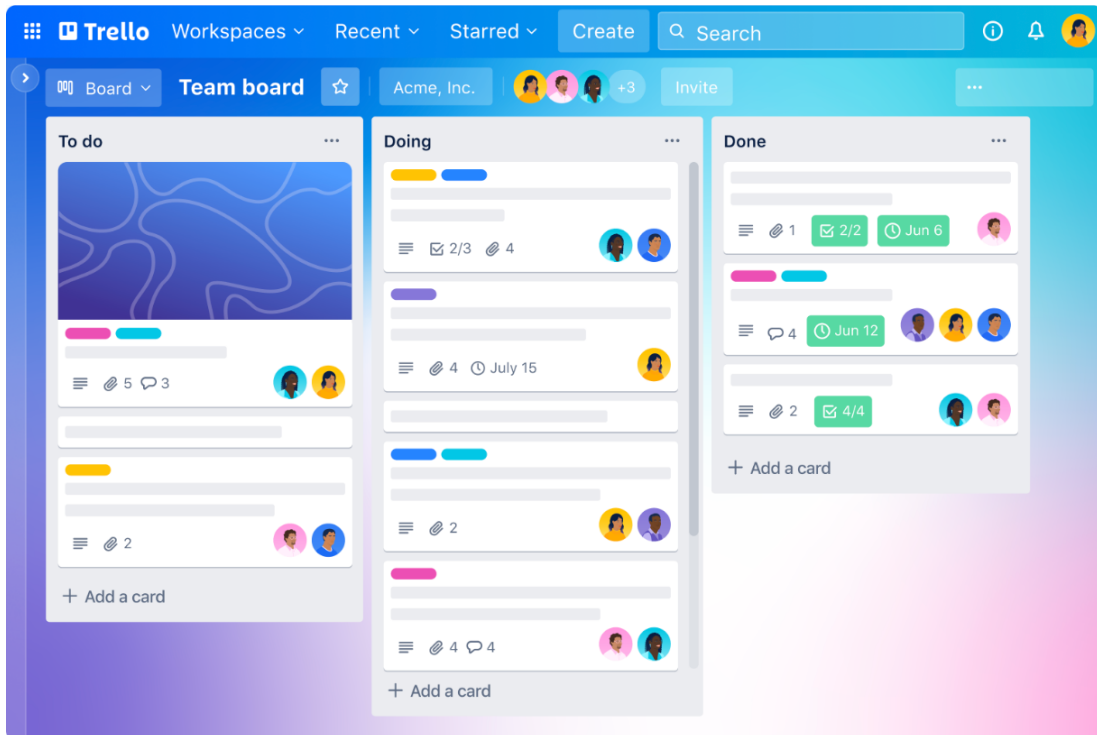 Trello Workspaces Recent Starred Create Search
Board Team board Acme, Inc. +3 Invite
To do
5 3
2
+ Add a card
Doing
2/3 4
4 July 15
2
4 4
+ Add a card
Done
1 2/2 Jun 6
4 Jun 12
2 4/4
+ Add a card